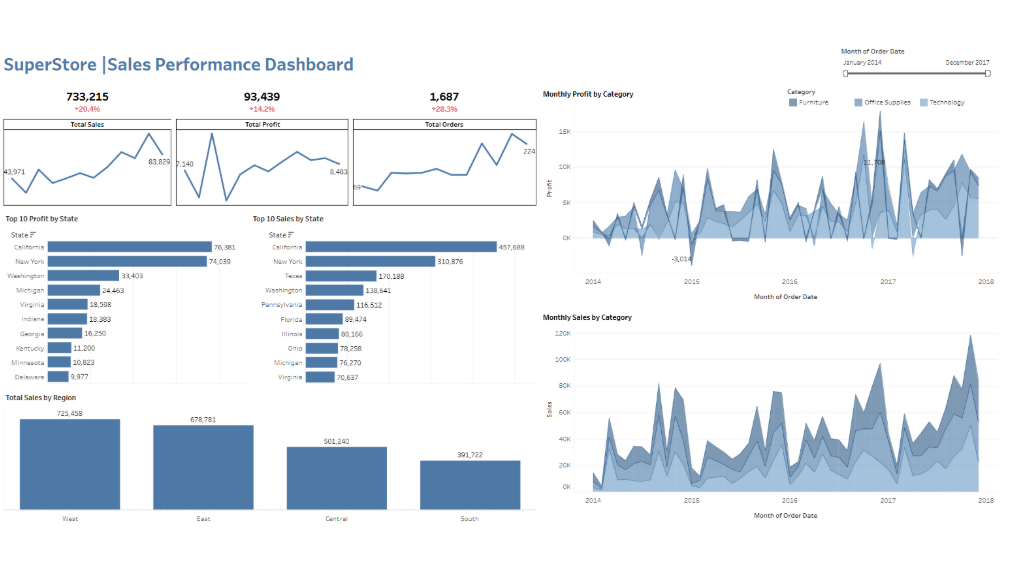 SuperStore |Sales Performance Dashboard
733,215
+20.4%
Total Sales
43,971
83,829
93,439
+14.2%
Total Profit
7,140
8,483
1,687
+28.3%
Total Orders
69
224
Top 10 Profit by State
State
California 76,381
New York 74,039
Washington 33,403
Michigan 24,463
Virginia 18,598
Indiana 18,383
Georgia 16,250
Kentucky 11,200
Minnesota 10,823
Delaware 9,977
Top 10 Sales by State
State
California 457,688
New York 310,876
Texas 170,188
Washington 138,641
Pennsylvania 116,512
Florida 89,474
Illinois 80,166
Ohio 78,258
Michigan 76,270
Virginia 70,637
Total Sales by Region
725,458
678,781
501,240
391,722
West East Central South
Month of Order Date
January 2014 December 2017
Monthly Profit by Category
Category
Furniture Office Supplies Technology
15K
10K
5K
0K
Profit
11,708
-3,014
2014 2015 2016 2017 2018
Month of Order Date
Monthly Sales by Category
120K
100K
80K
60K
40K
20K
0K
Sales
2014 2015 2016 2017 2018
Month of Order Date